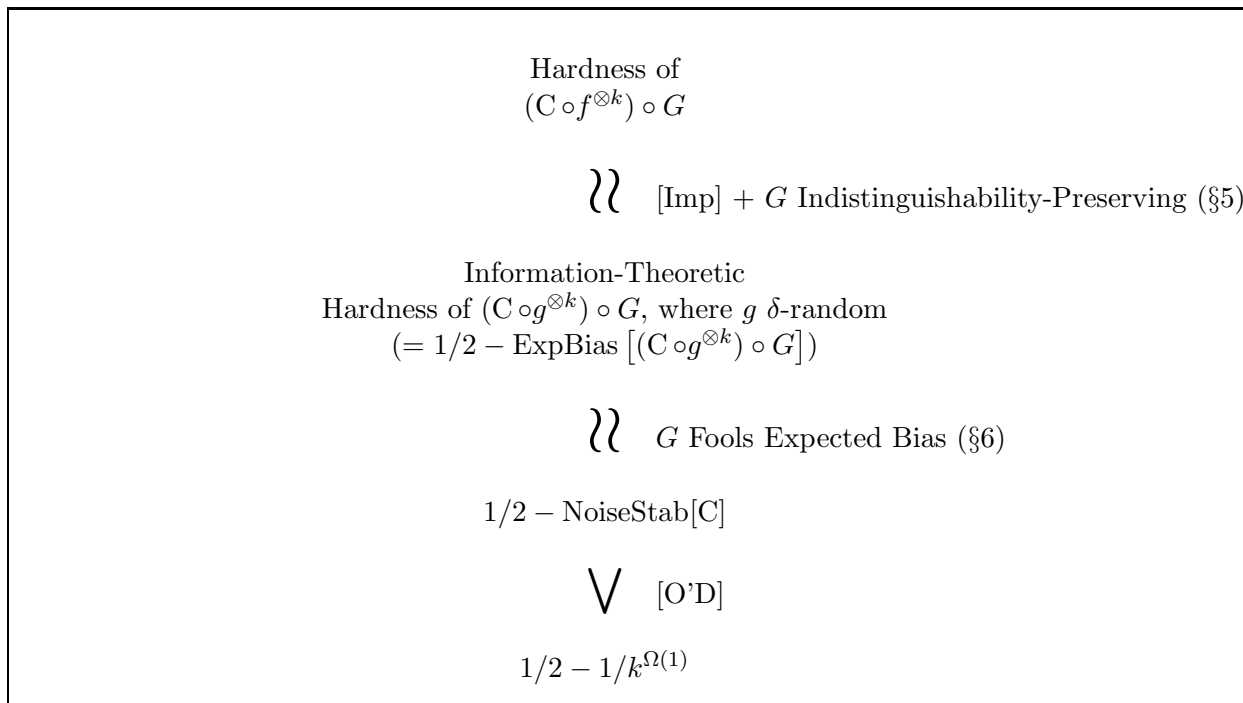 Hardness of
(C ∘ f^{⊗k}) ∘ G
≀≀ [Imp] + G Indistinguishability-Preserving (§5)
Information-Theoretic
Hardness of (C ∘ g^{⊗k}) ∘ G, where g δ-random
(= 1/2 − ExpBias [(C ∘ g^{⊗k}) ∘ G])
≀≀ G Fools Expected Bias (§6)
1/2 − NoiseStab[C]
∨ [O'D]
1/2 − 1/k^{Ω(1)}